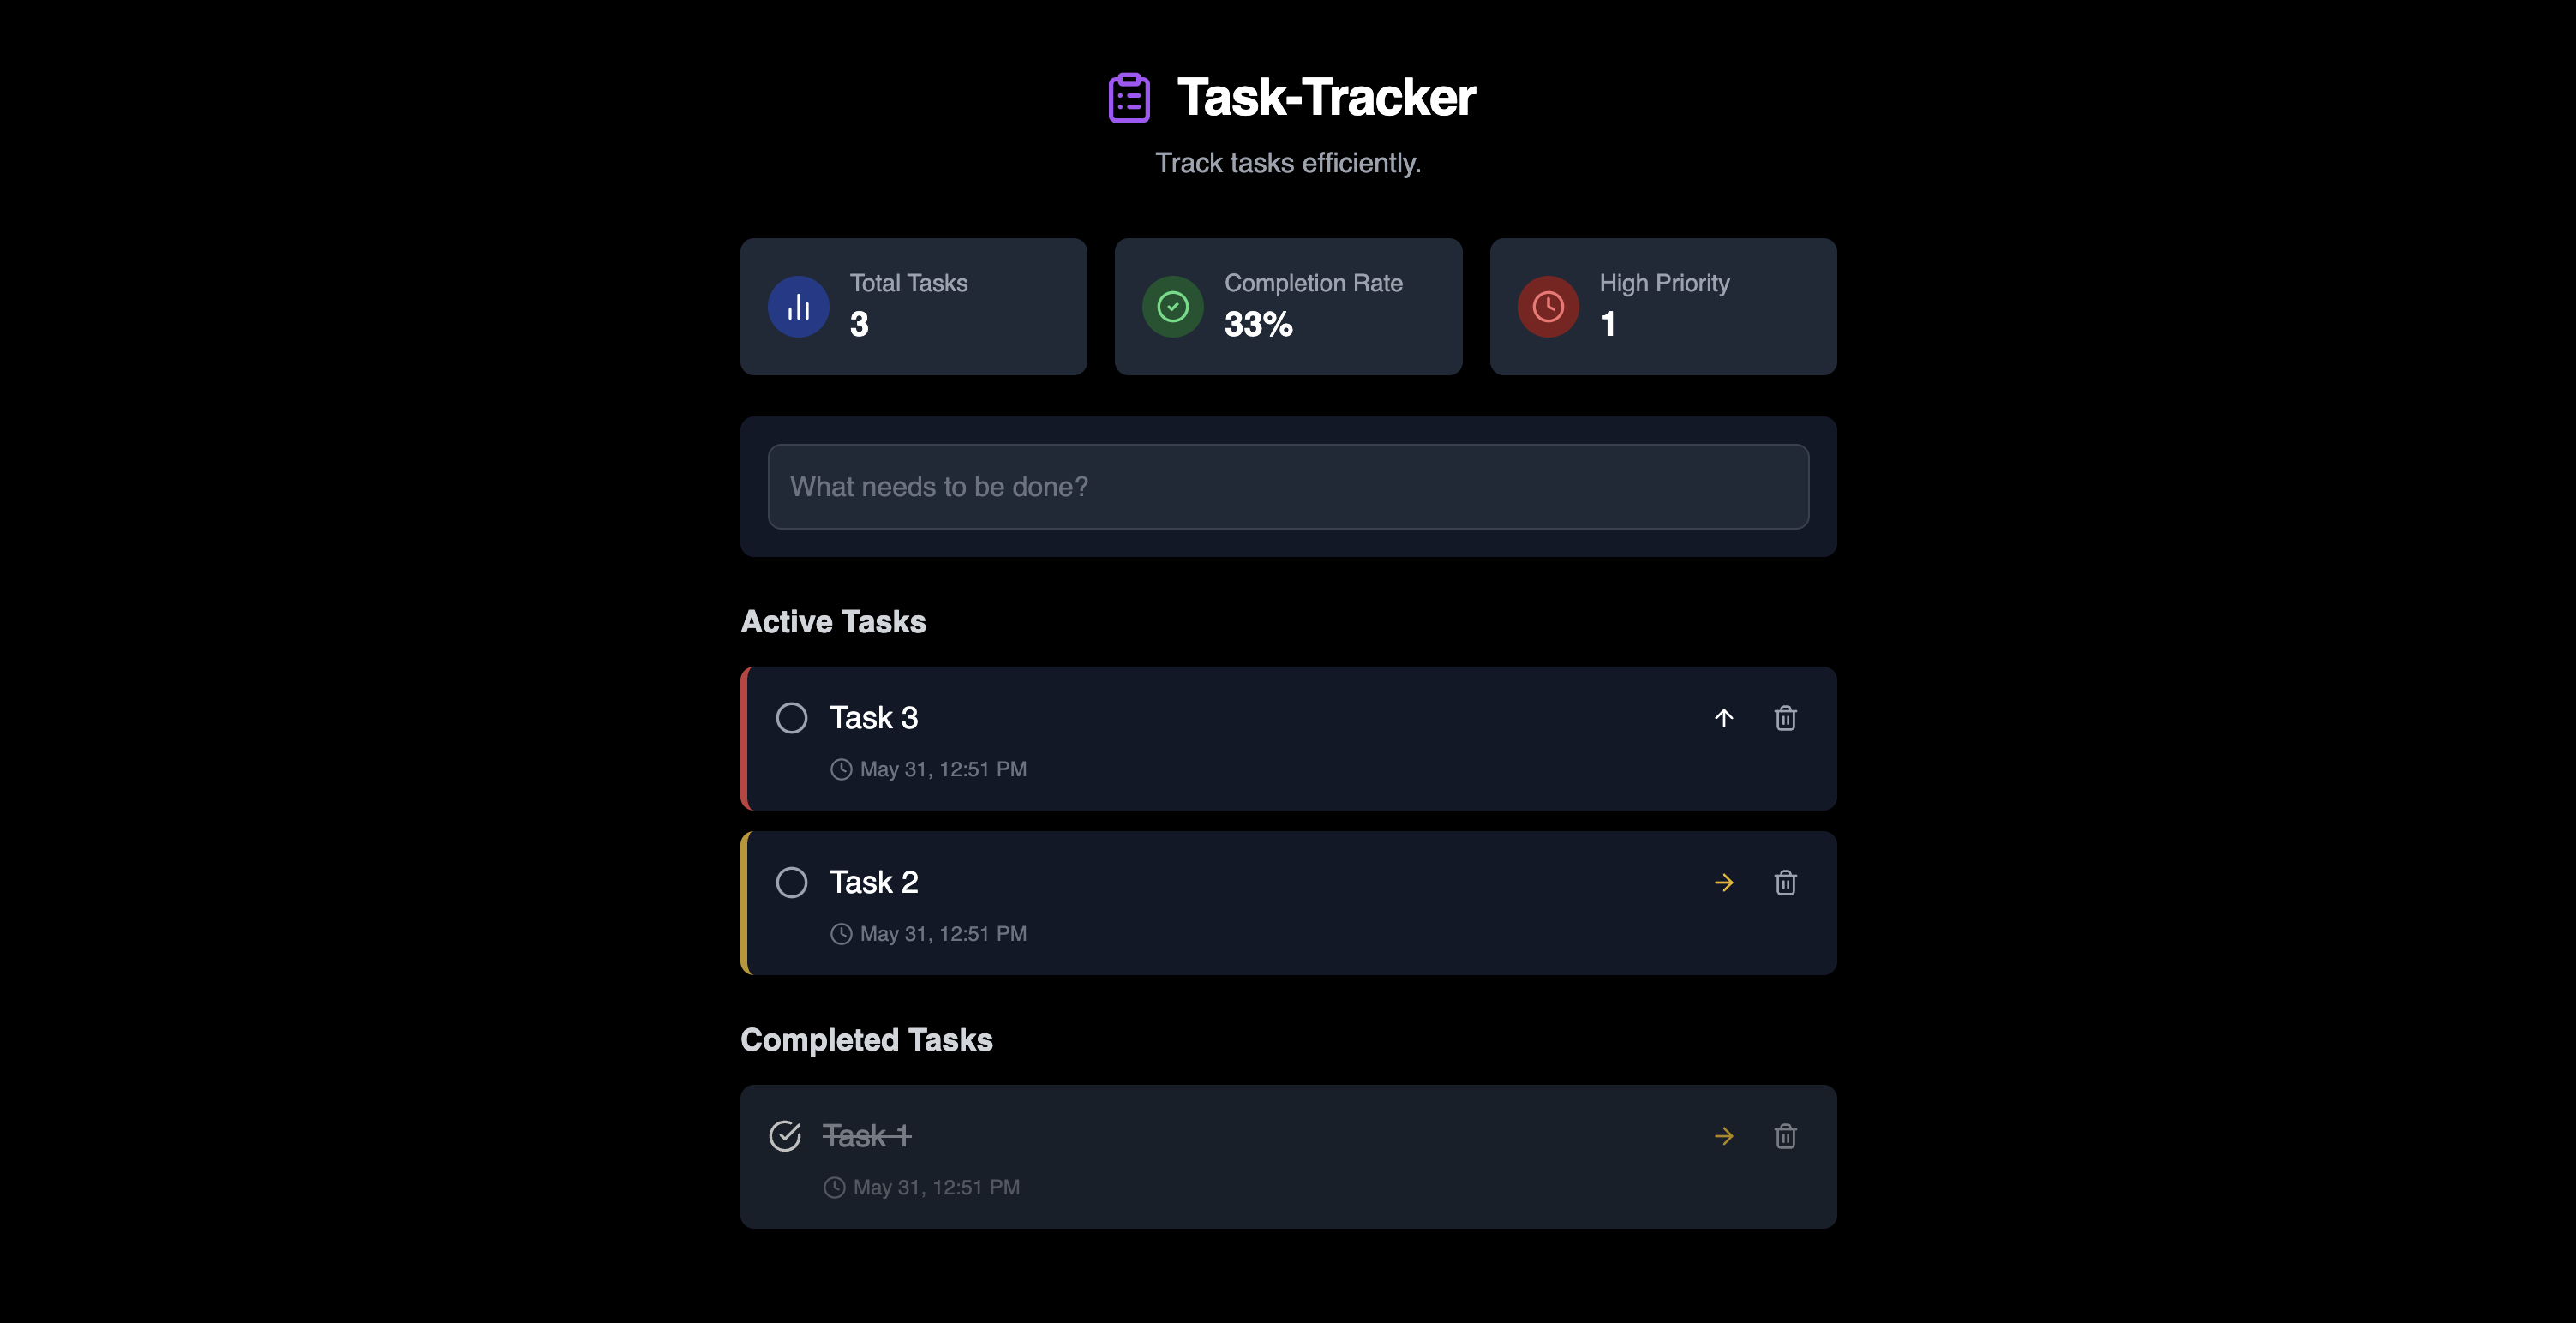 Task-Tracker
Track tasks efficiently.
Total Tasks
3
Completion Rate
33%
High Priority
1
What needs to be done?
Active Tasks
Task 3
May 31, 12:51 PM
Task 2
May 31, 12:51 PM
Completed Tasks
Task 1
May 31, 12:51 PM